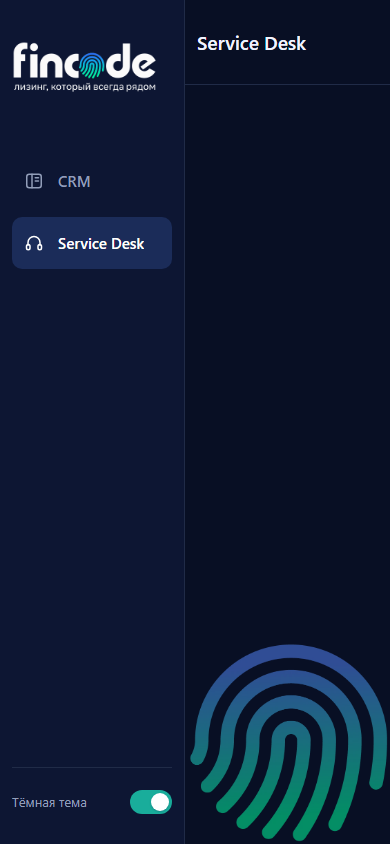 fincode
лизинг, который всегда рядом
Service Desk
CRM
Service Desk
Тёмная тема